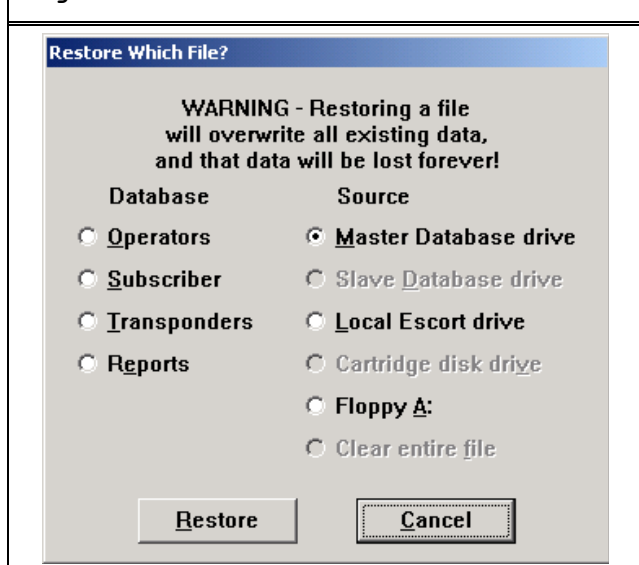 Restore Which File?
WARNING - Restoring a file
will overwrite all existing data,
and that data will be lost forever!
Database
Source
Operators
Master Database drive
Subscriber
Slave Database drive
Transponders
Local Escort drive
Reports
Cartridge disk drive
Floppy A:
Clear entire file
Restore
Cancel